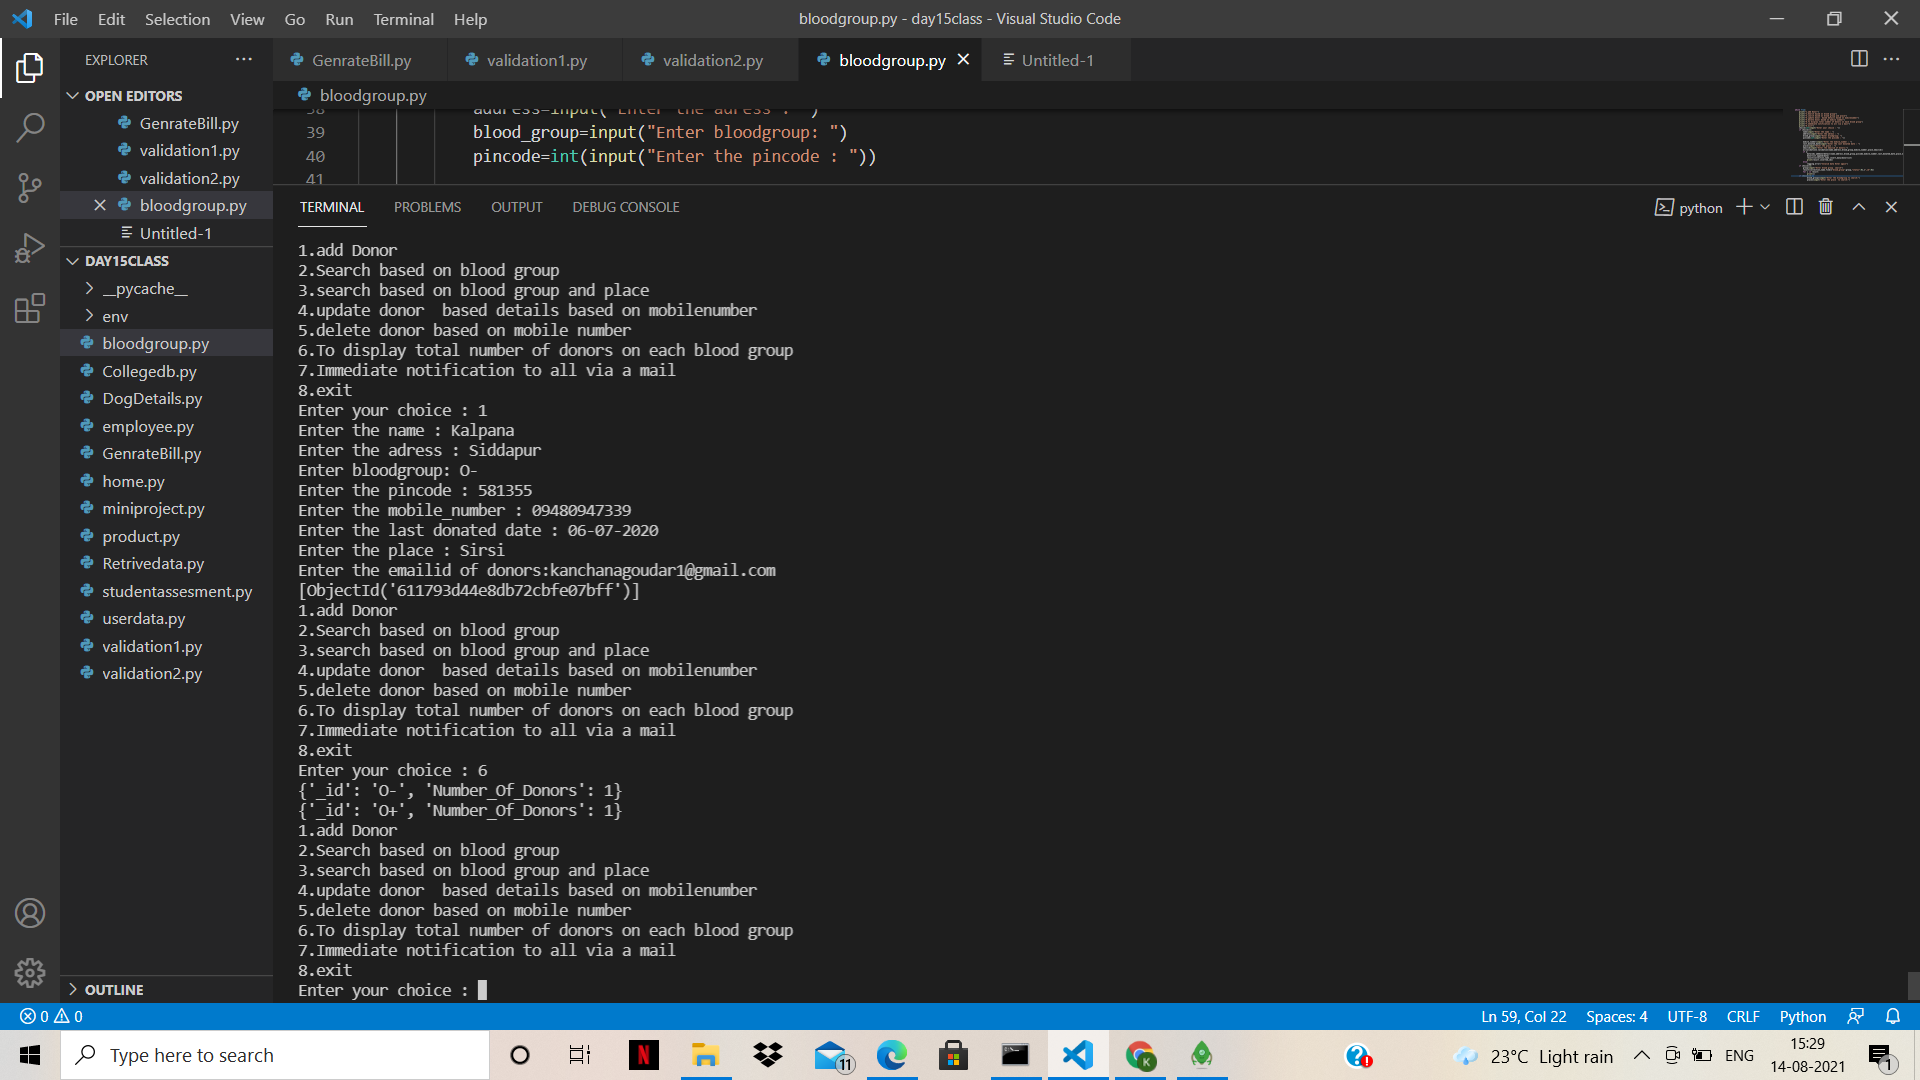 File Edit Selection View Go Run Terminal Help
bloodgroup.py - day15class - Visual Studio Code
EXPLORER
OPEN EDITORS
GenrateBill.py
validation1.py
validation2.py
bloodgroup.py
Untitled-1
DAY15CLASS
__pycache__
env
bloodgroup.py
Collegedb.py
DogDetails.py
employee.py
GenrateBill.py
home.py
miniproject.py
product.py
Retrivedata.py
studentassesment.py
userdata.py
validation1.py
validation2.py
OUTLINE
GenrateBill.py validation1.py validation2.py bloodgroup.py Untitled-1
bloodgroup.py
38 address=input("Enter the adress : ")
39 blood_group=input("Enter bloodgroup: ")
40 pincode=int(input("Enter the pincode : "))
41
TERMINAL PROBLEMS OUTPUT DEBUG CONSOLE
python
1.add Donor
2.Search based on blood group
3.search based on blood group and place
4.update donor  based details based on mobilenumber
5.delete donor based on mobile number
6.To display total number of donors on each blood group
7.Immediate notification to all via a mail
8.exit
Enter your choice : 1
Enter the name : Kalpana
Enter the adress : Siddapur
Enter bloodgroup: O-
Enter the pincode : 581355
Enter the mobile_number : 09480947339
Enter the last donated date : 06-07-2020
Enter the place : Sirsi
Enter the emailid of donors:kanchanagoudar1@gmail.com
[ObjectId('611793d44e8db72cbfe07bff')]
1.add Donor
2.Search based on blood group
3.search based on blood group and place
4.update donor  based details based on mobilenumber
5.delete donor based on mobile number
6.To display total number of donors on each blood group
7.Immediate notification to all via a mail
8.exit
Enter your choice : 6
{'_id': 'O-', 'Number_Of_Donors': 1}
{'_id': 'O+', 'Number_Of_Donors': 1}
1.add Donor
2.Search based on blood group
3.search based on blood group and place
4.update donor  based details based on mobilenumber
5.delete donor based on mobile number
6.To display total number of donors on each blood group
7.Immediate notification to all via a mail
8.exit
Enter your choice :
0 0
Ln 59, Col 22 Spaces: 4 UTF-8 CRLF Python
Type here to search
N
11
K
23°C Light rain
ENG
15:29
14-08-2021
1